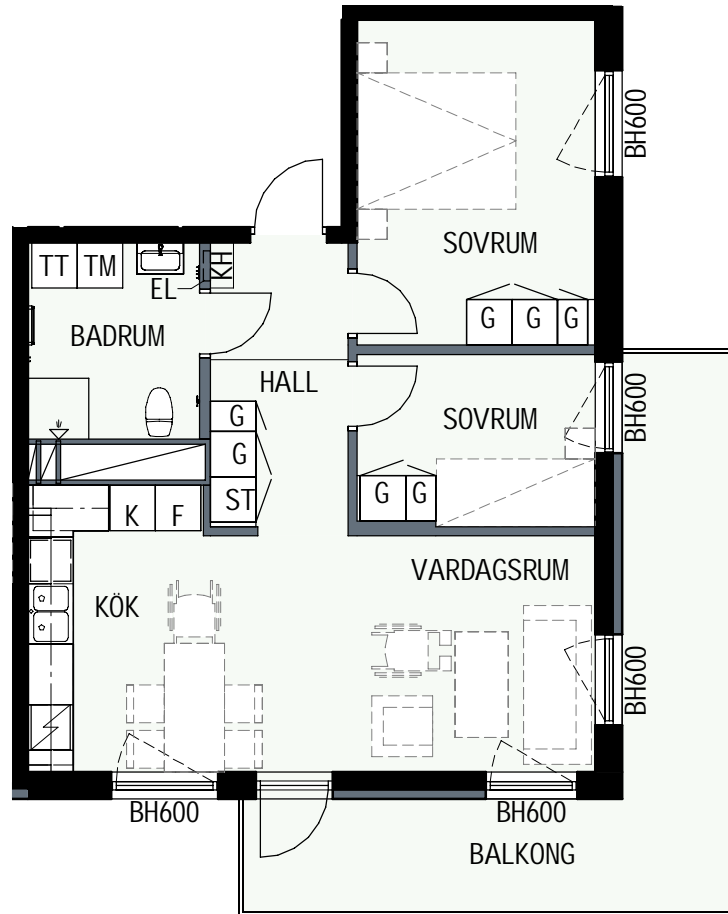 BH600
SOVRUM
TT TM
EL
KH
BADRUM
G G G
HALL
SOVRUM
BH600
G
G
ST
G G
K F
VARDAGSRUM
KÖK
BH600
BH600
BH600
BALKONG